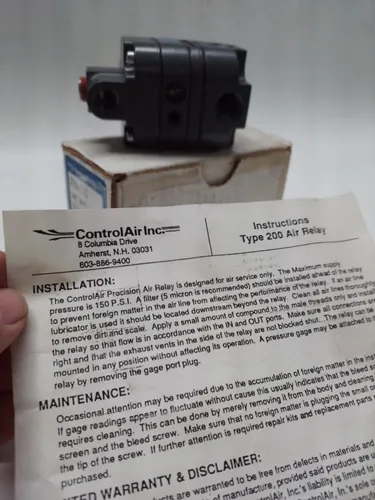 ControlAir Inc.
8 Columbia Drive
Amherst, N.H. 03031
603-886-9400
Instructions
Type 200 Air Relay
INSTALLATION:
The ControlAir Precision Air Relay is designed for air service only. The Maximum supply
pressure is 150 P.S.I. A filter (5 micron is recommended) should be installed ahead of the relay
to prevent foreign matter in the air line from affecting the performance of the relay. If an air line
lubricator is used it should be located downstream beyond the relay. Clean all air lines thoroughly
to remove dirt and scale. Apply a small amount of compound to the male threads only and install
the relay so that flow is in accordance with the IN and OUT ports. Make sure all connections are
right and that the exhaust vents in the side of the relay are not blocked shut. The relay can be
mounted in any position without affecting its operation. A pressure gauge may be attached to
relay by removing the gage port plug.
MAINTENANCE:
Occasional attention may be required due to the accumulation of foreign matter in the
If gage readings appear to fluctuate without cause this usually indicates that the bleed
requires cleaning. This can be done by merely removing it from the body and cleaning
screen and the bleed screw. Make sure that no foreign matter is plugging the small
the tip of the screw. If further attention is required repair kits and replacement parts
purchased.
WARRANTY & DISCLAIMER:
products are warranted to be free from defects in materials and
of manufacture, provided said products are